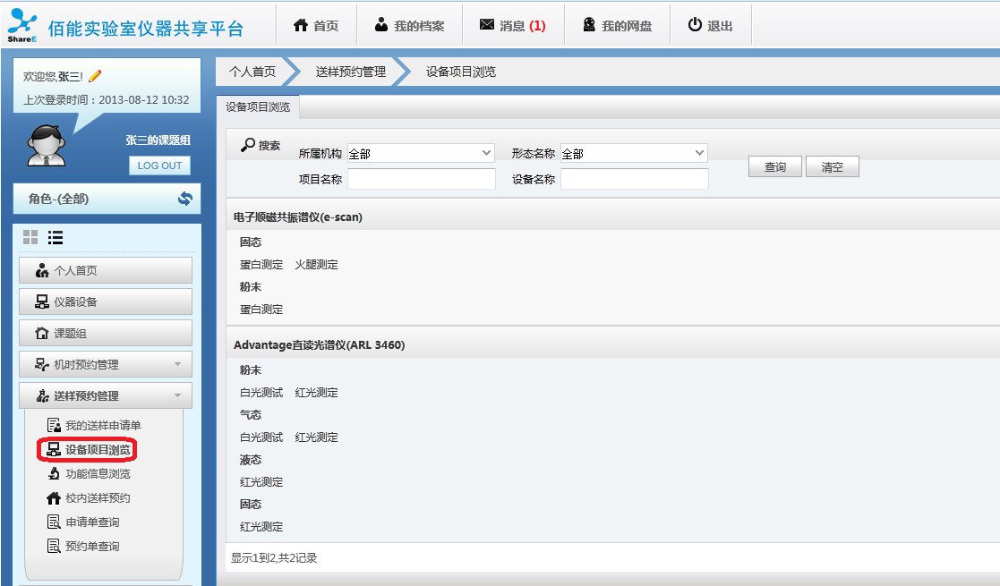 ShareE 佰能实验室仪器共享平台 首页 我的档案 消息 (1) 我的网盘 退出
欢迎您,张三!
上次登录时间：2013-08-12 10:32
张三的课题组
LOG OUT
角色-(全部)
个人首页
仪器设备
课题组
机时预约管理
送样预约管理
我的送样申请单
设备项目浏览
功能信息浏览
校内送样预约
申请单查询
预约单查询
个人首页 送样预约管理 设备项目浏览
设备项目浏览
搜索
所属机构 全部 形态名称 全部
项目名称 设备名称
查询 清空
电子顺磁共振谱仪(e-scan)
固态
蛋白测定 火腿测定
粉末
蛋白测定
Advantage直读光谱仪(ARL 3460)
粉末
白光测试 红光测定
气态
白光测试 红光测定
液态
红光测定
固态
红光测定
显示1到2,共2记录